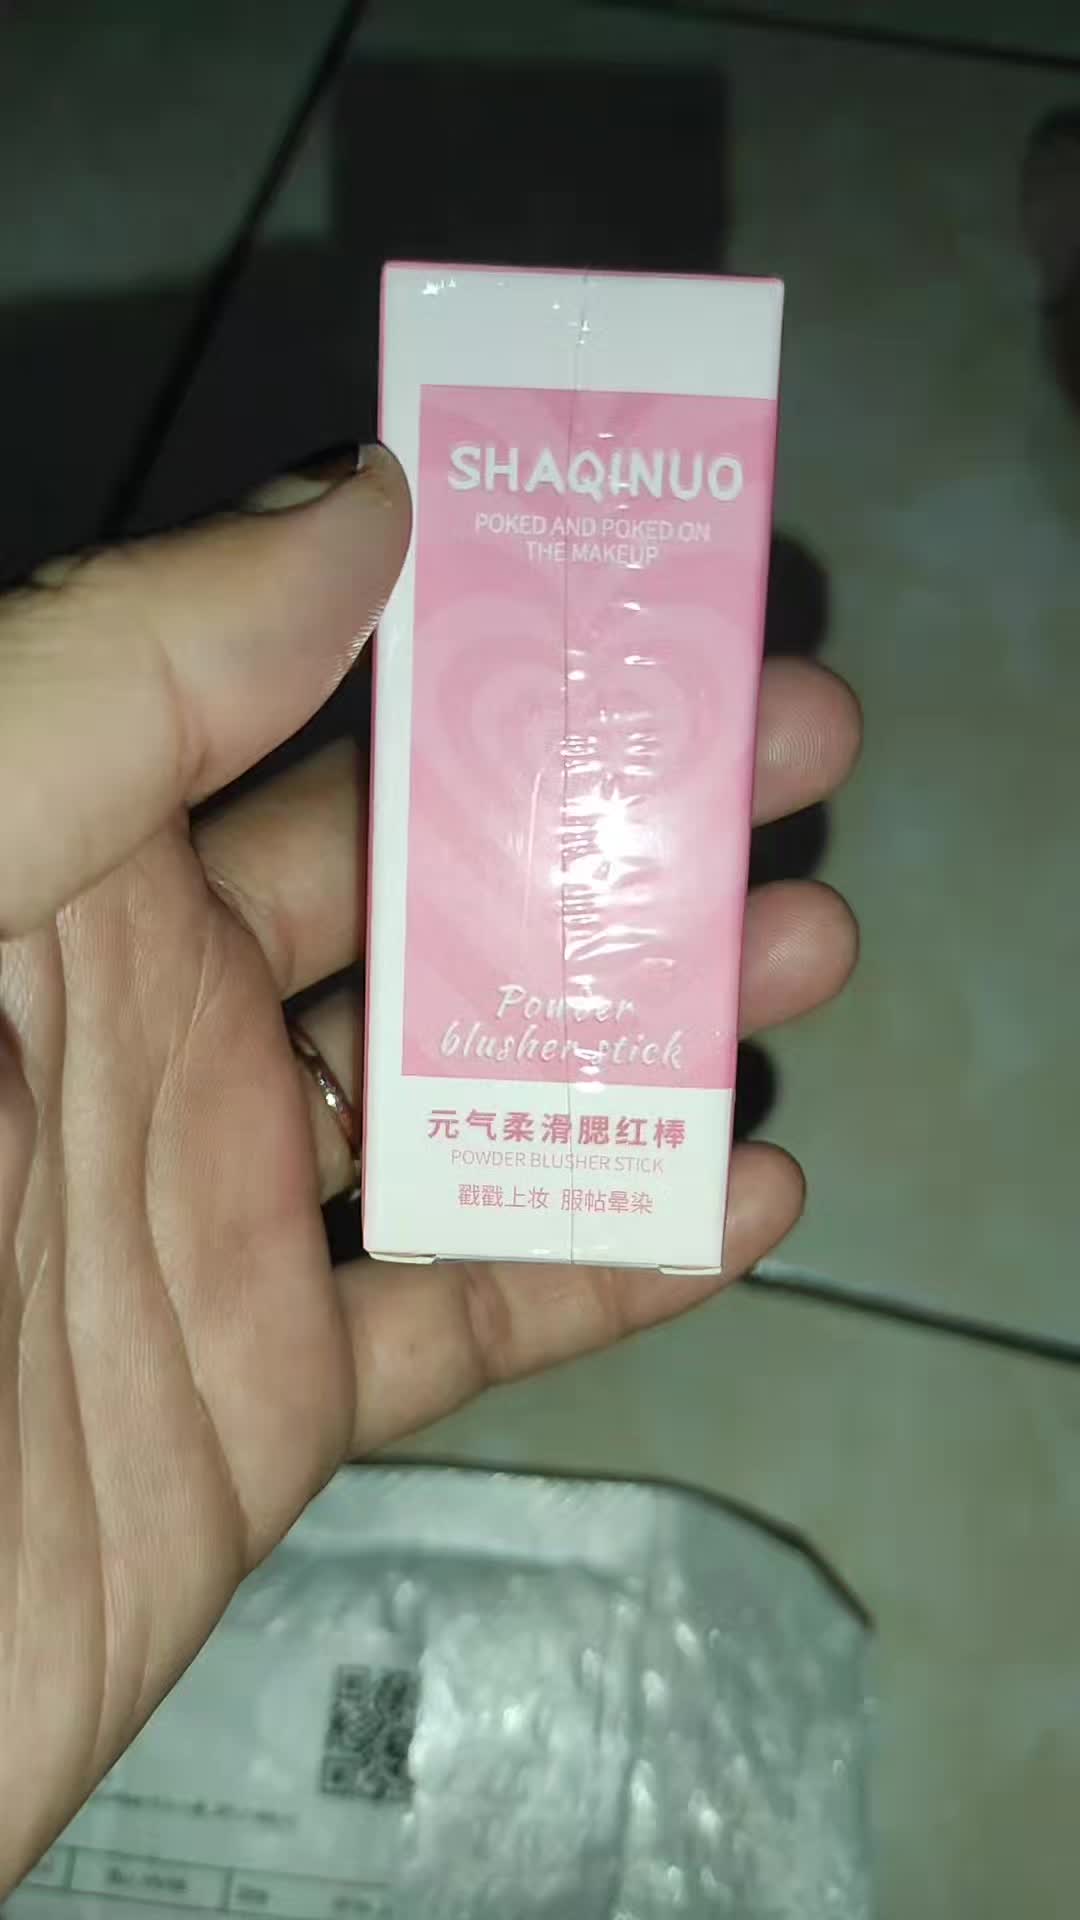 SHAQINUO
POKED AND POKED ON
THE MAKEUP
Powder
blusher stick
元气柔滑腮红棒
POWDER BLUSHER STICK
戳戳上妆 服帖晕染